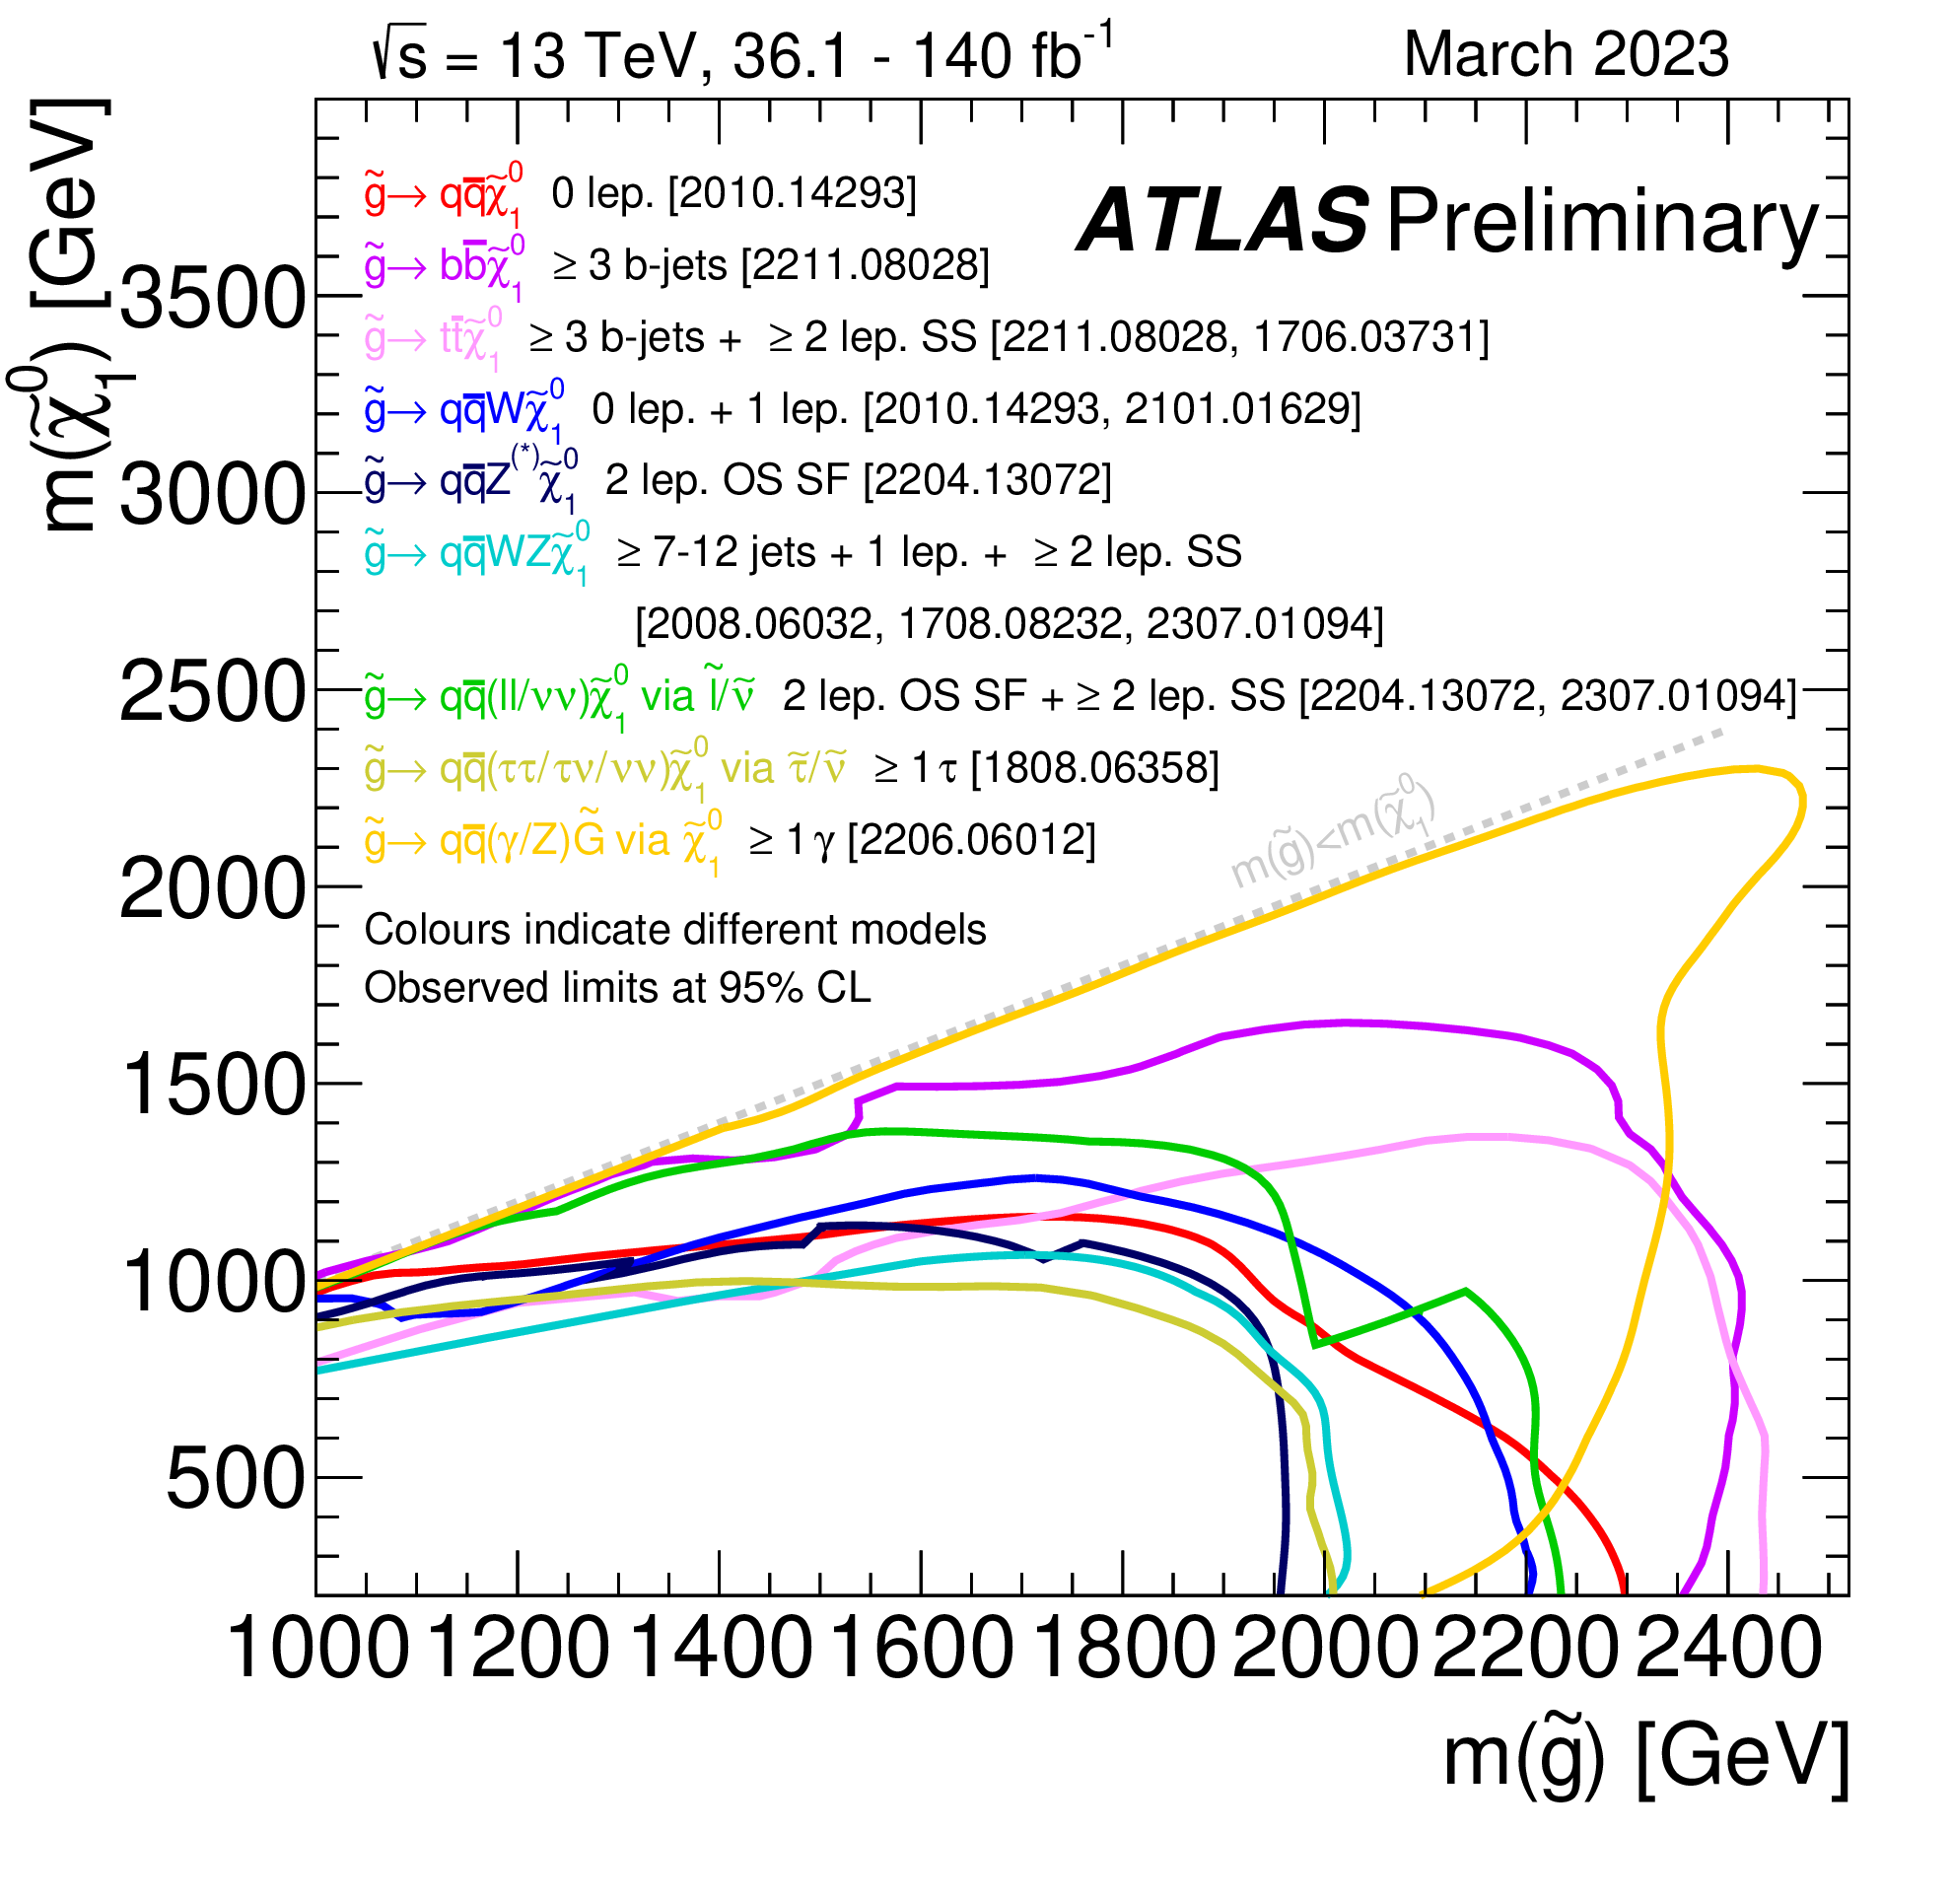 √s = 13 TeV, 36.1 - 140 fb⁻¹ March 2023
ATLAS Preliminary
g̃→ qq̅χ̃₁⁰ 0 lep. [2010.14293]
g̃→ bb̅χ̃₁⁰ ≥ 3 b-jets [2211.08028]
g̃→ tt̅χ̃₁⁰ ≥ 3 b-jets + ≥ 2 lep. SS [2211.08028, 1706.03731]
g̃→ qq̅Wχ̃₁⁰ 0 lep. + 1 lep. [2010.14293, 2101.01629]
g̃→ qq̅Z⁽*⁾χ̃₁⁰ 2 lep. OS SF [2204.13072]
g̃→ qq̅WZχ̃₁⁰ ≥ 7-12 jets + 1 lep. + ≥ 2 lep. SS
[2008.06032, 1708.08232, 2307.01094]
g̃→ qq̅(ll/νν)χ̃₁⁰ via l̃/ν̃ 2 lep. OS SF + ≥ 2 lep. SS [2204.13072, 2307.01094]
g̃→ qq̅(ττ/τν/νν)χ̃₁⁰ via τ̃/ν̃ ≥ 1 τ [1808.06358]
g̃→ qq̅(γ/Z)G̃ via χ̃₁⁰ ≥ 1 γ [2206.06012]
Colours indicate different models
Observed limits at 95% CL
m(g̃)<m(χ̃₁⁰)
m(χ̃₁⁰) [GeV]
3500
3000
2500
2000
1500
1000
500
1000 1200 1400 1600 1800 2000 2200 2400
m(g̃) [GeV]